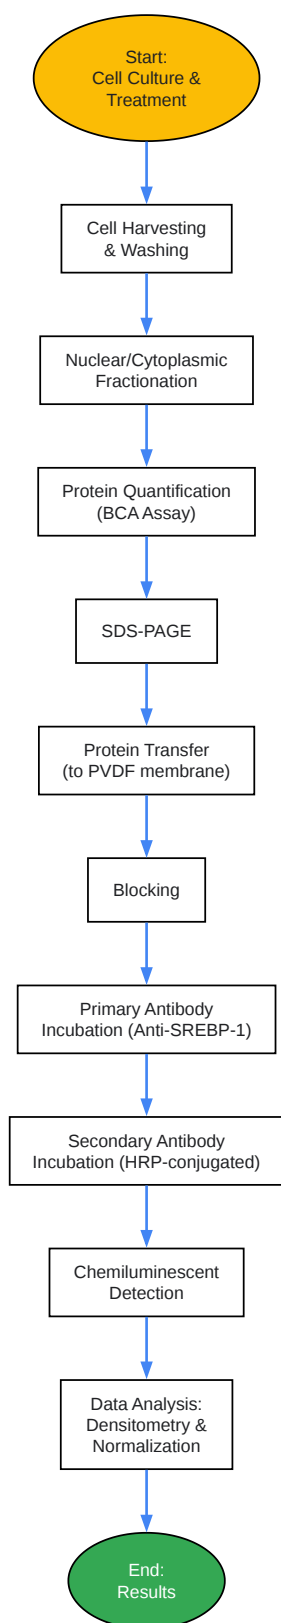 Start:
Cell Culture &
Treatment
Cell Harvesting
& Washing
Nuclear/Cytoplasmic
Fractionation
Protein Quantification
(BCA Assay)
SDS-PAGE
Protein Transfer
(to PVDF membrane)
Blocking
Primary Antibody
Incubation (Anti-SREBP-1)
Secondary Antibody
Incubation (HRP-conjugated)
Chemiluminescent
Detection
Data Analysis:
Densitometry &
Normalization
End:
Results